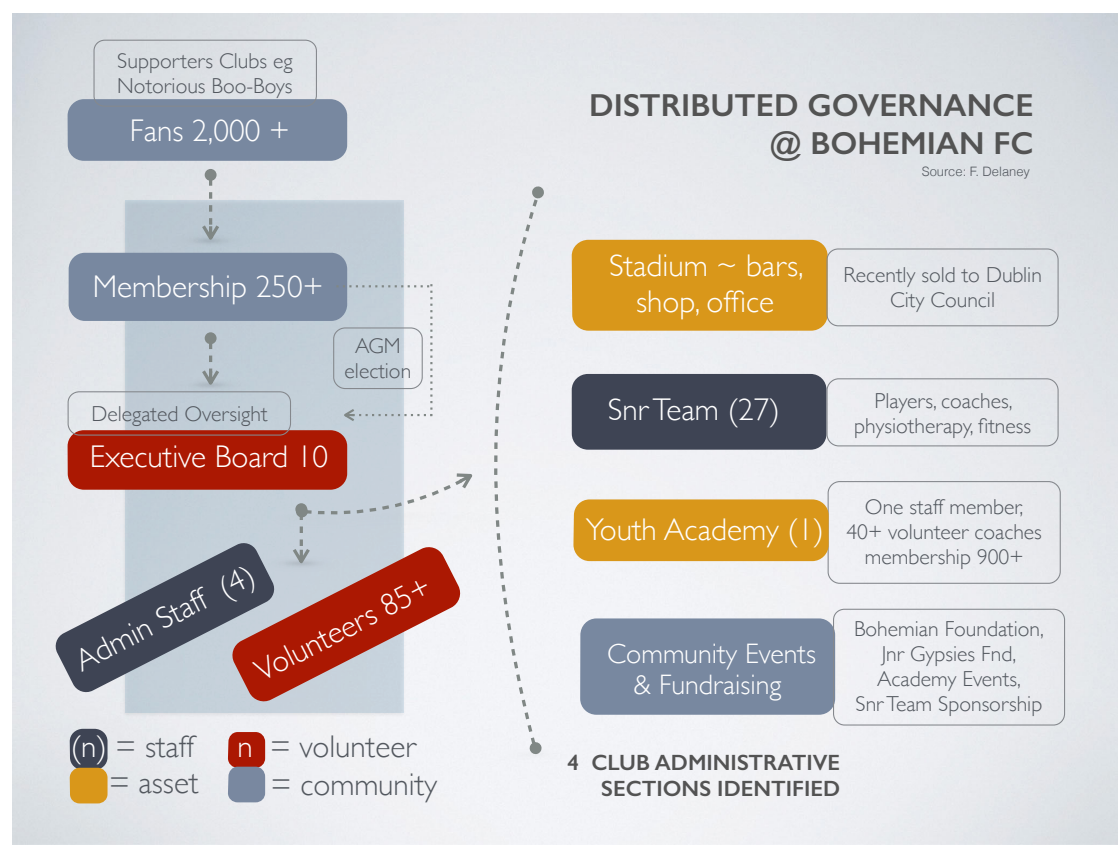 Supporters Clubs eg
Notorious Boo-Boys
Fans 2,000 +
Membership 250+
AGM
election
Delegated Oversight
Executive Board 10
Admin Staff (4)
Volunteers 85+
(n) = staff
n = volunteer
= asset
= community
DISTRIBUTED GOVERNANCE
@ BOHEMIAN FC
Source: F. Delaney
Stadium ~ bars,
shop, office
Recently sold to Dublin
City Council
Snr Team (27)
Players, coaches,
physiotherapy, fitness
Youth Academy (1)
One staff member,
40+ volunteer coaches
membership 900+
Community Events
& Fundraising
Bohemian Foundation,
Jnr Gypsies Fnd,
Academy Events,
Snr Team Sponsorship
4 CLUB ADMINISTRATIVE
SECTIONS IDENTIFIED